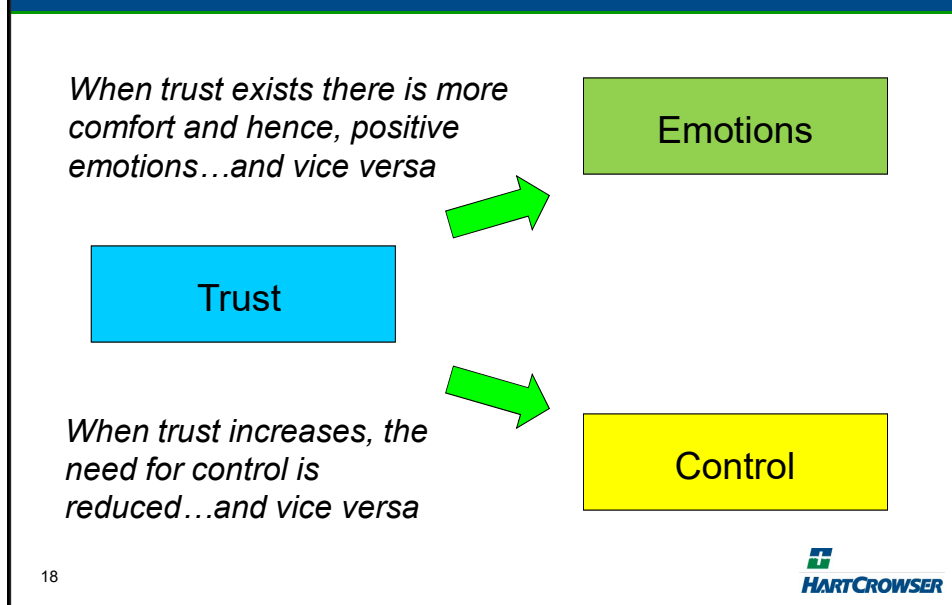 When trust exists there is more
comfort and hence, positive
emotions…and vice versa
Emotions
Trust
When trust increases, the
need for control is
reduced…and vice versa
Control
18
HARTCROWSER